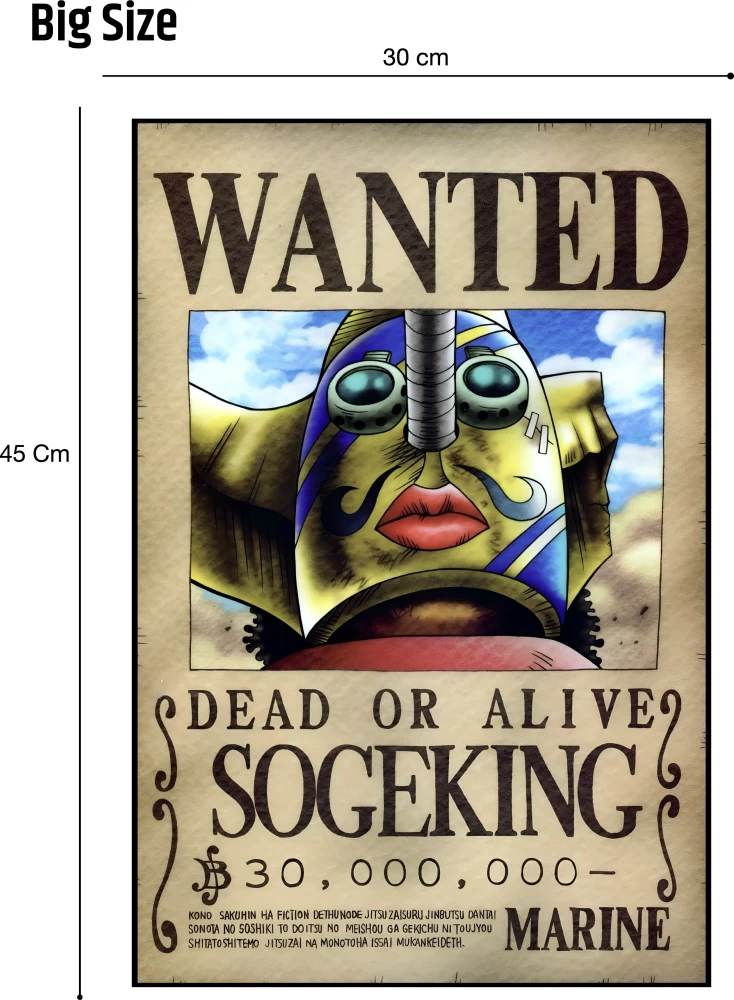 Big Size
30 cm
45 Cm
WANTED
DEAD OR ALIVE
SOGEKING
฿30,000,000-
KONO SAKUHIN HA FICTION DETHUNODE JITSUZAISURU JINBUTSU DANTAI
SONOTA NO SOSHIKI TO DOITSU NO MEISHOU GA GEKICHU NI TOUJYOU
SHITATOSHITEMO JITSUZAI NA MONOTOHA ISSAI MUKANKEIDETH.
MARINE